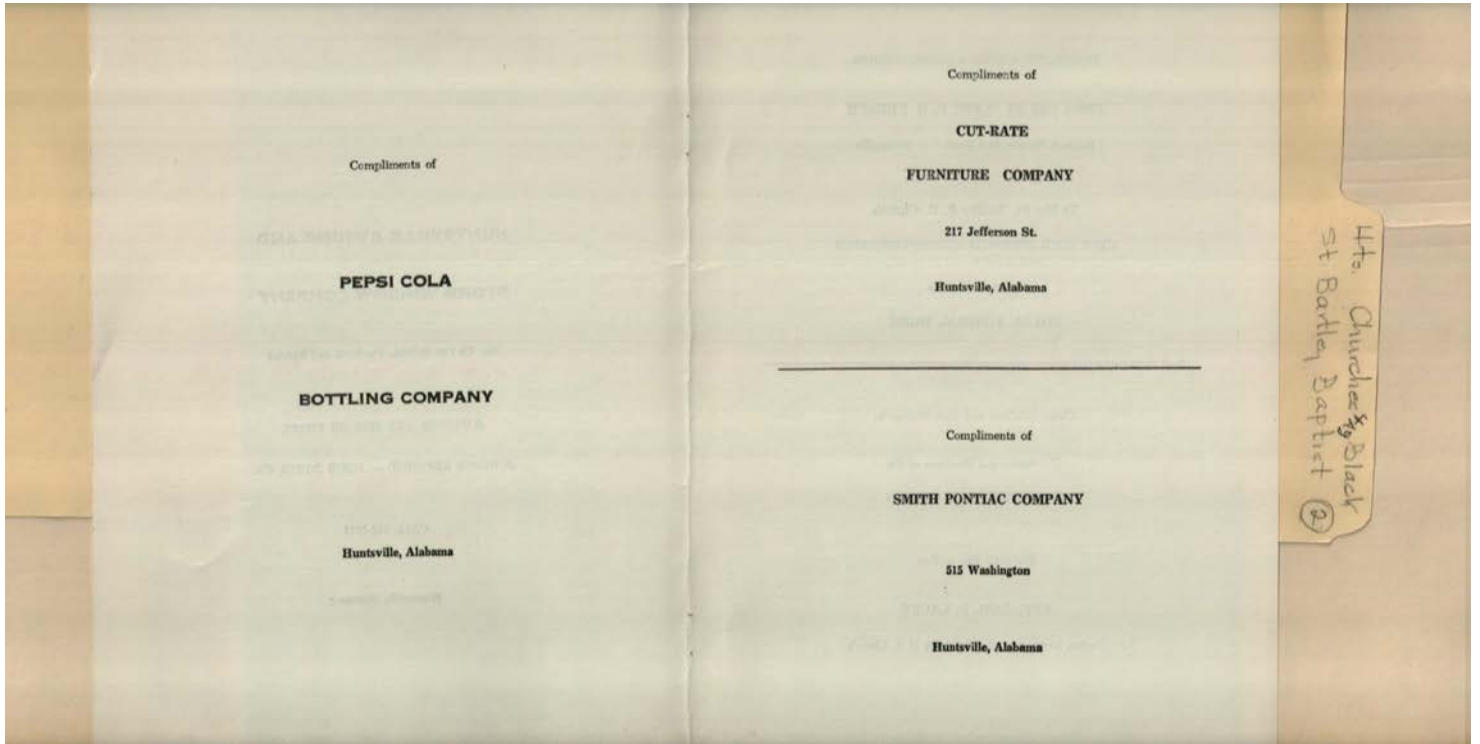 Compliments of
PEPSI COLA
BOTTLING COMPANY
Huntsville, Alabama
Compliments of
CUT-RATE
FURNITURE COMPANY
217 Jefferson St.
Huntsville, Alabama
Compliments of
SMITH PONTIAC COMPANY
515 Washington
Huntsville, Alabama
Hts. Churches Black
St. Bartley Baptist 2